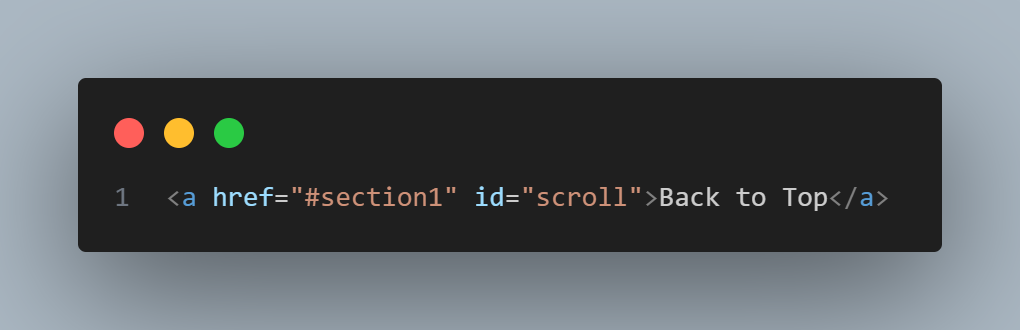 1 <a href="#section1" id="scroll">Back to Top</a>